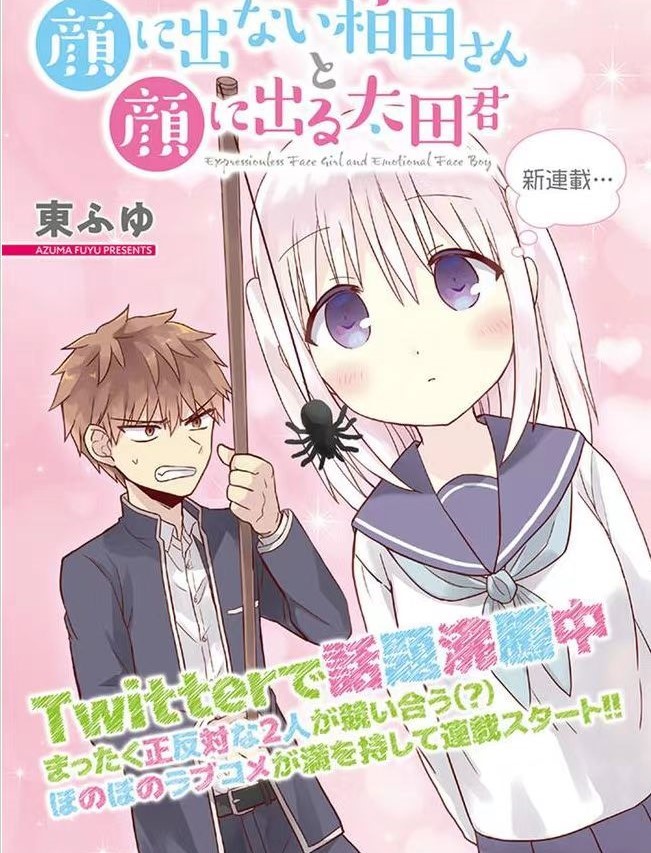 顔に出ない柏田さん
と
顔に出る太田君
Expressionless Face Girl and Emotional Face Boy
新連載…
東ふゆ
AZUMA FUYU PRESENTS
Twitterで話題沸騰中
まったく正反対な2人が競い合う(?)
ほのぼのラブコメが満を持して連載スタート!!